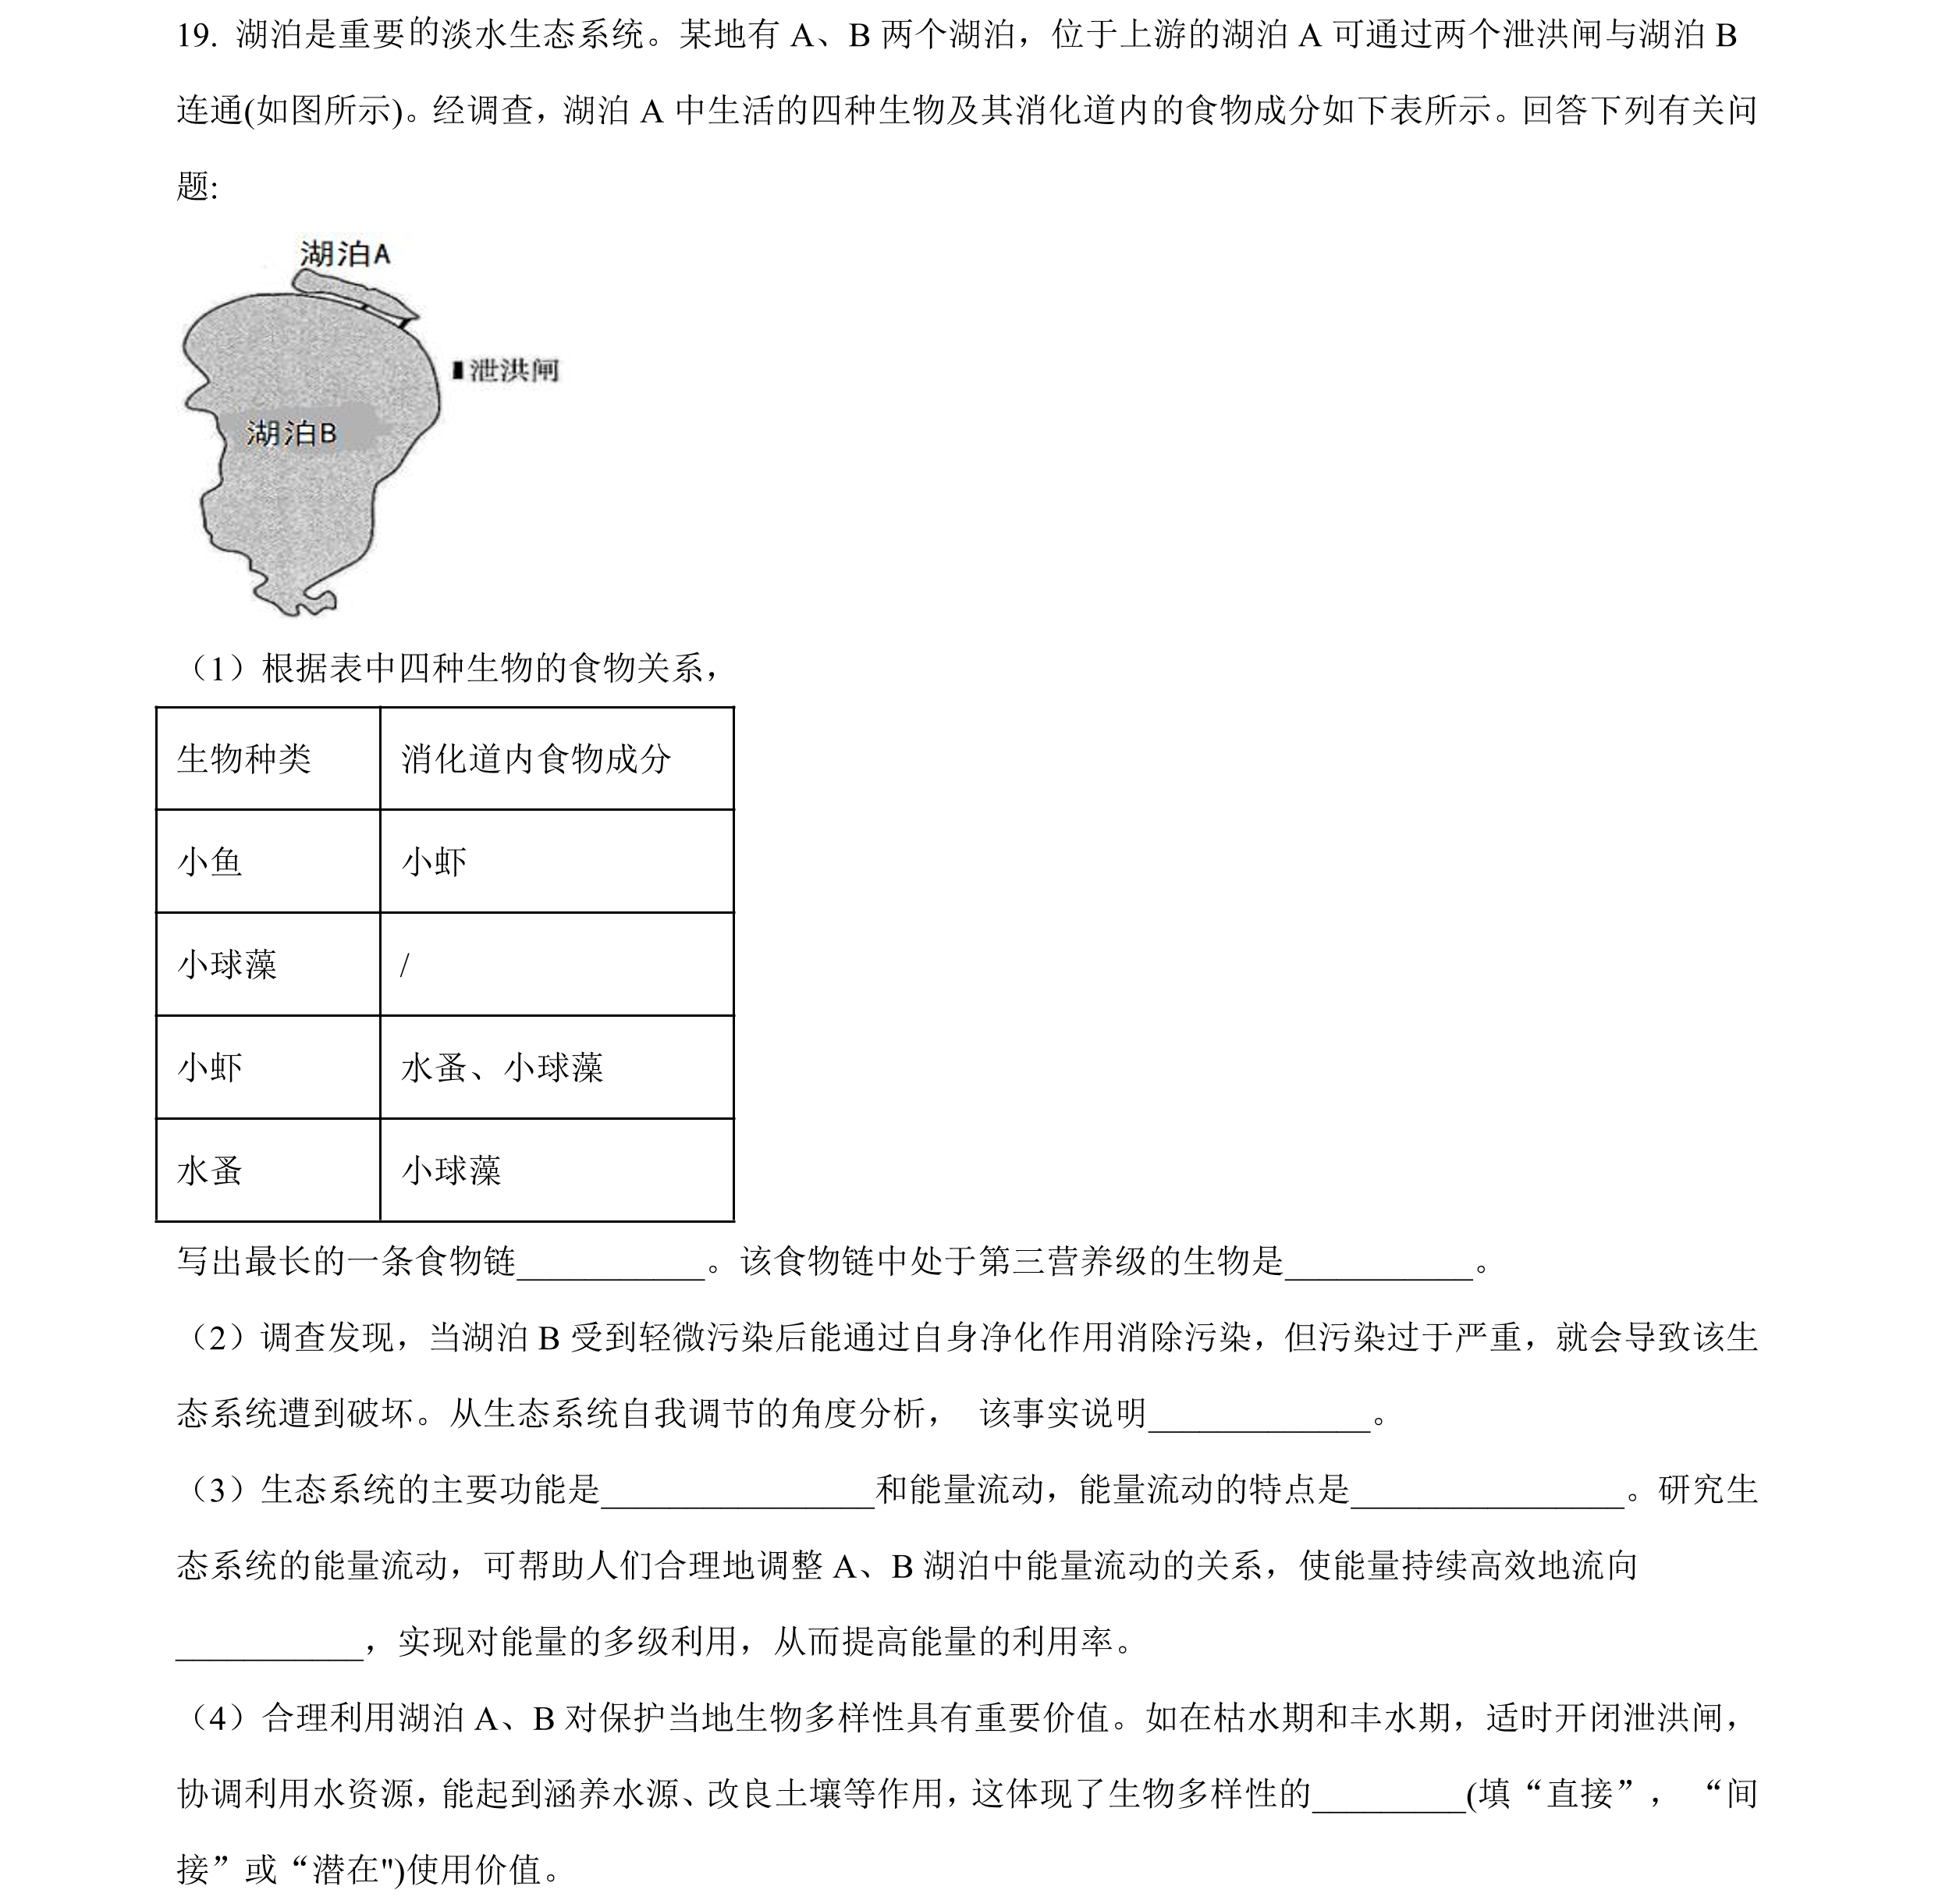 19. 湖泊是重要的淡水生态系统。某地有 A、B 两个湖泊，位于上游的湖泊 A 可通过两个泄洪闸与湖泊 B
连通(如图所示)。经调查，湖泊 A 中生活的四种生物及其消化道内的食物成分如下表所示。回答下列有关问
题:
湖泊A
泄洪闸
湖泊B
（1）根据表中四种生物的食物关系，
生物种类 消化道内食物成分
小鱼 小虾
小球藻 /
小虾 水蚤、小球藻
水蚤 小球藻
写出最长的一条食物链___________。该食物链中处于第三营养级的生物是___________。
（2）调查发现，当湖泊 B 受到轻微污染后能通过自身净化作用消除污染，但污染过于严重，就会导致该生
态系统遭到破坏。从生态系统自我调节的角度分析， 该事实说明_____________。
（3）生态系统的主要功能是________________和能量流动，能量流动的特点是________________。研究生
态系统的能量流动，可帮助人们合理地调整 A、B 湖泊中能量流动的关系，使能量持续高效地流向
___________，实现对能量的多级利用，从而提高能量的利用率。
（4）合理利用湖泊 A、B 对保护当地生物多样性具有重要价值。如在枯水期和丰水期，适时开闭泄洪闸，
协调利用水资源，能起到涵养水源、改良土壤等作用，这体现了生物多样性的_________(填“直接”， “间
接”或“潜在")使用价值。